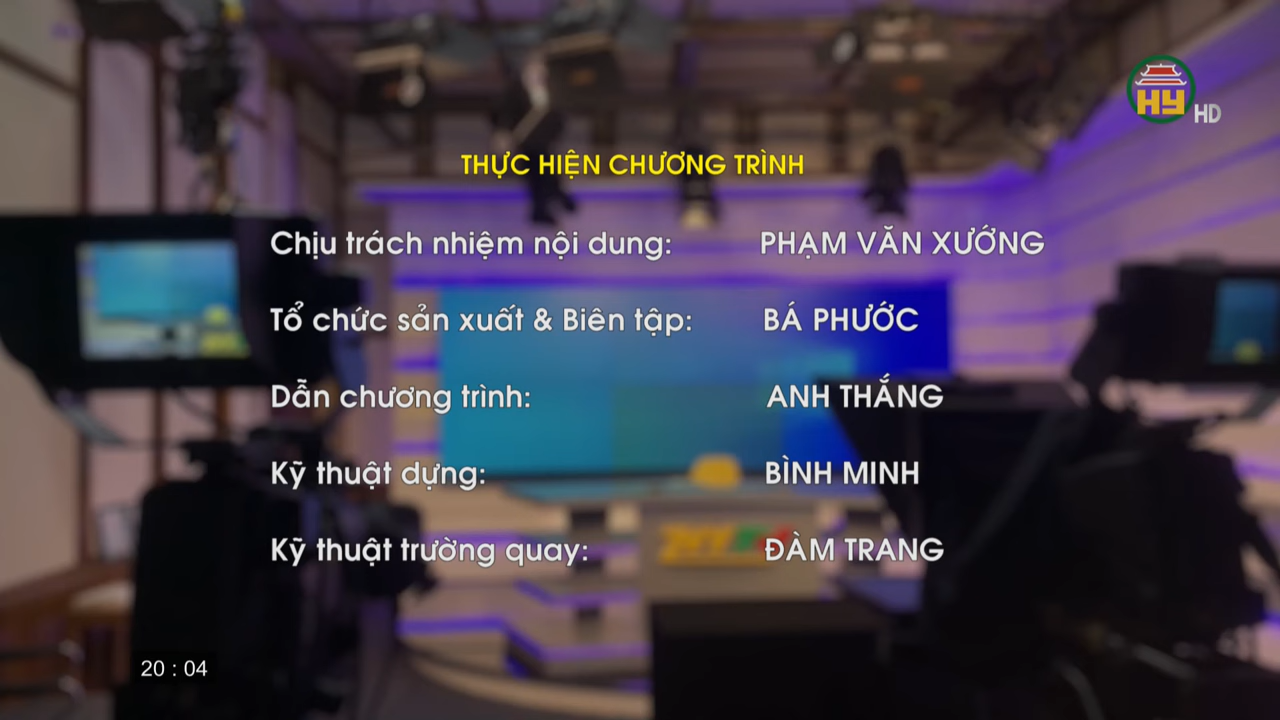 HY HD
THỰC HIỆN CHƯƠNG TRÌNH
Chịu trách nhiệm nội dung: PHẠM VĂN XƯỚNG
Tổ chức sản xuất & Biên tập: BÁ PHƯỚC
Dẫn chương trình: ANH THẮNG
Kỹ thuật dựng: BÌNH MINH
Kỹ thuật trường quay: ĐÀM TRANG
20 : 04